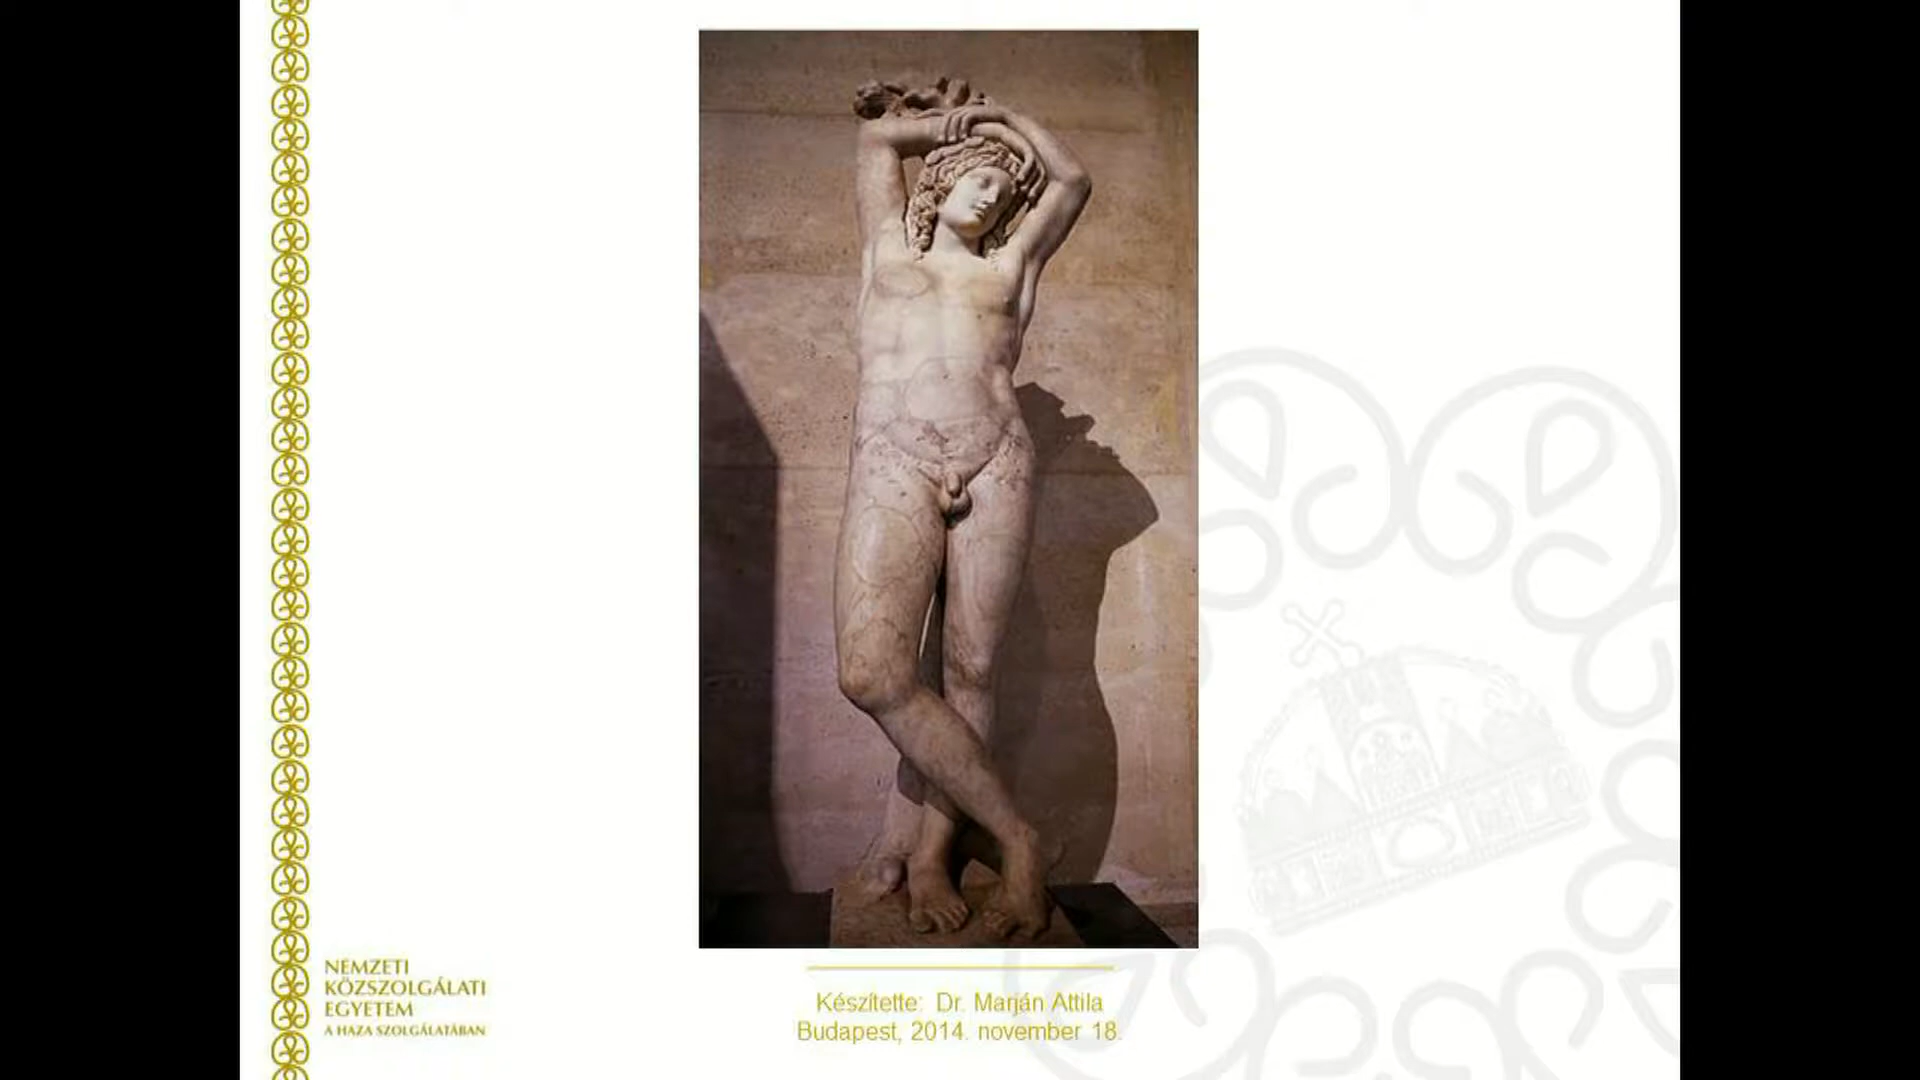 NEMZETI
KÖZSZOLGÁLATI
EGYETEM
A HAZA SZOLGÁLATÁBAN
Készítette: Dr. Marján Attila
Budapest, 2014. november 18.